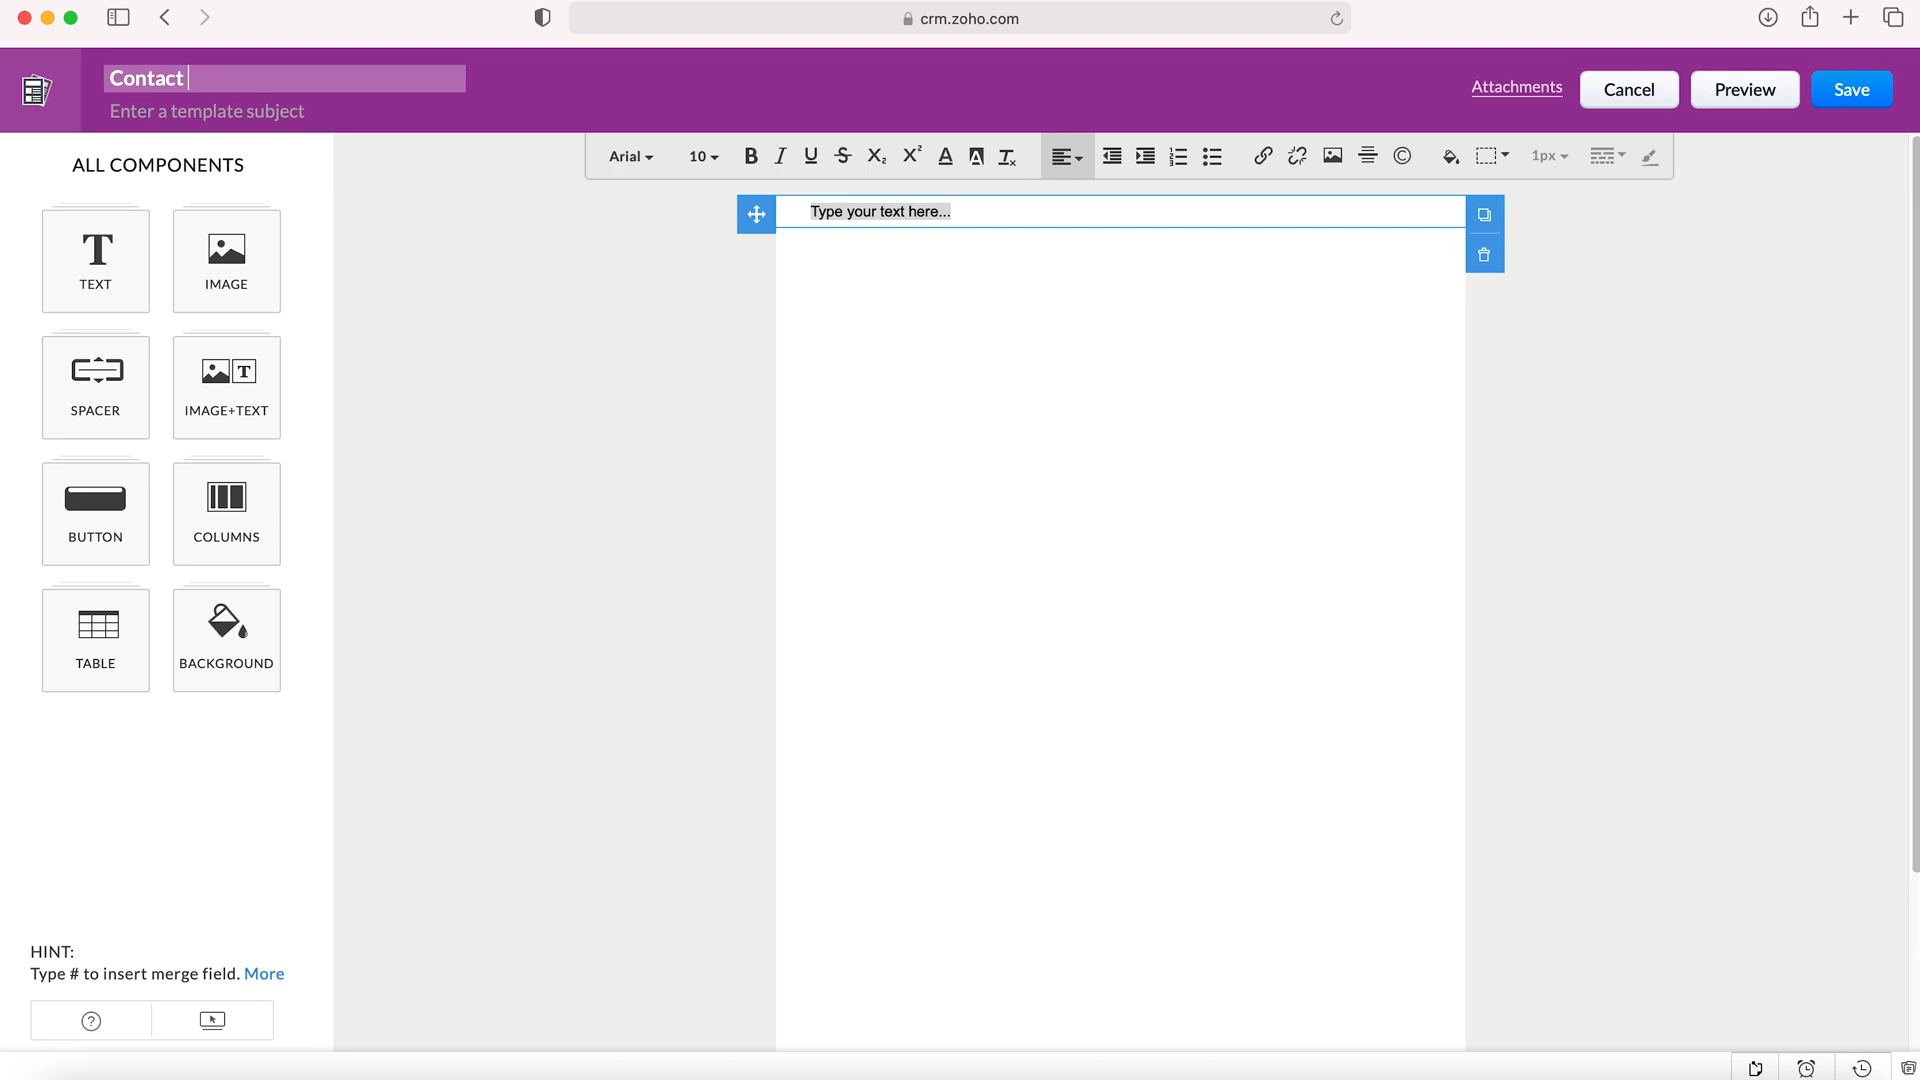 crm.zoho.com
Contact
Enter a template subject
Attachments
Cancel
Preview
Save
ALL COMPONENTS
Arial
10
1px
Type your text here...
TEXT
IMAGE
SPACER
IMAGE+TEXT
BUTTON
COLUMNS
TABLE
BACKGROUND
HINT:
Type # to insert merge field. More